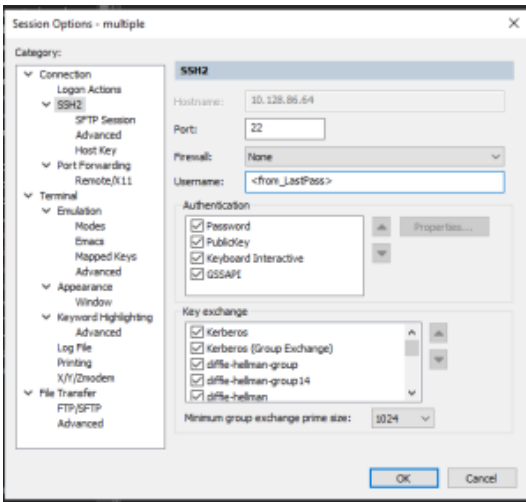 Session Options - multiple
Category:
Connection
Logon Actions
SSH2
SFTP Session
Advanced
Host Key
Port Forwarding
Remote/X11
Terminal
Emulation
Modes
Emacs
Mapped Keys
Advanced
Appearance
Window
Keyword Highlighting
Advanced
Log File
Printing
X/Y/Zmodem
File Transfer
FTP/SFTP
Advanced
SSH2
Hostname: 10.128.86.64
Port: 22
Firewall: None
Username: <from_LastPass>
Authentication
Password
PublicKey
Keyboard Interactive
GSSAPI
Properties...
Key exchange
Kerberos
Kerberos (Group Exchange)
diffie-hellman-group
diffie-hellman-group14
diffie-hellman
Minimum group exchange prime size: 1024
OK Cancel